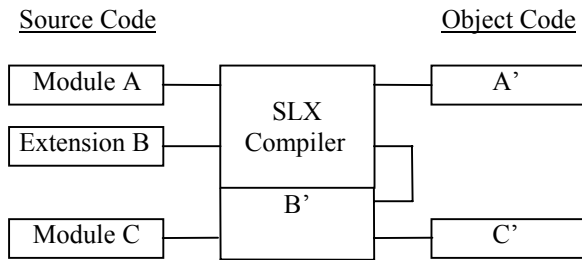 Source Code
Object Code
Module A
A’
SLX
Compiler
Extension B
B’
Module C
C’